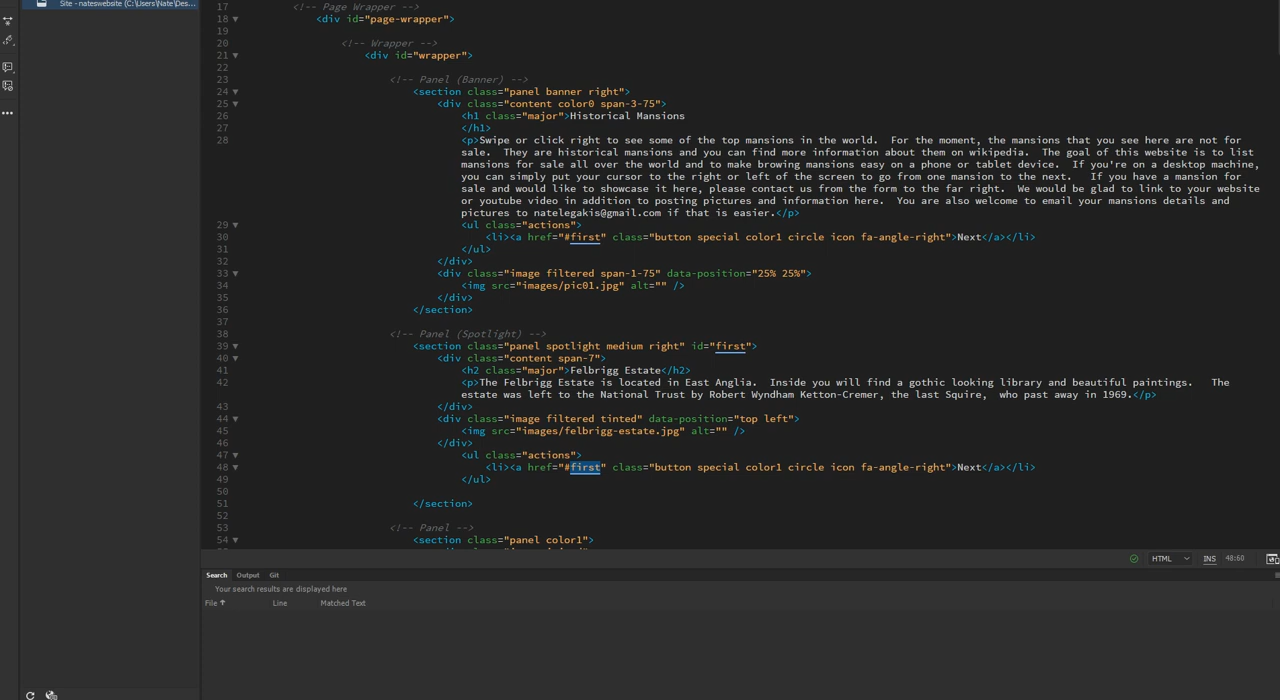 Site - nateswebsite (C:\Users\Nate\Des...
17 <!-- Page Wrapper -->
18 <div id="page-wrapper">
19
20 <!-- Wrapper -->
21 <div id="wrapper">
22
23 <!-- Panel (Banner) -->
24 <section class="panel banner right">
25 <div class="content color0 span-3-75">
26 <h1 class="major">Historical Mansions
27 </h1>
28 <p>Swipe or click right to see some of the top mansions in the world.  For the moment, the mansions that you see here are not for
sale.  They are historical mansions and you can find more information about them on wikipedia.  The goal of this website is to list
mansions for sale all over the world and to make browing mansions easy on a phone or tablet device.  If you're on a desktop machine,
you can simply put your cursor to the right or left of the screen to go from one mansion to the next.   If you have a mansion for
sale and would like to showcase it here, please contact us from the form to the far right.  We would be glad to link to your website
or youtube video in addition to posting pictures and information here.  You are also welcome to email your mansions details and
pictures to natelegakis@gmail.com if that is easier.</p>
29 <ul class="actions">
30 <li><a href="#first" class="button special color1 circle icon fa-angle-right">Next</a></li>
31 </ul>
32 </div>
33 <div class="image filtered span-1-75" data-position="25% 25%">
34 <img src="images/pic01.jpg" alt="" />
35 </div>
36 </section>
37
38 <!-- Panel (Spotlight) -->
39 <section class="panel spotlight medium right" id="first">
40 <div class="content span-7">
41 <h2 class="major">Felbrigg Estate</h2>
42 <p>The Felbrigg Estate is located in East Anglia.  Inside you will find a gothic looking library and beautiful paintings.   The
estate was left to the National Trust by Robert Wyndham Ketton-Cremer, the last Squire,  who past away in 1969.</p>
43 </div>
44 <div class="image filtered tinted" data-position="top left">
45 <img src="images/felbrigg-estate.jpg" alt="" />
46 </div>
47 <ul class="actions">
48 <li><a href="#first" class="button special color1 circle icon fa-angle-right">Next</a></li>
49 </ul>
50
51 </section>
52
53 <!-- Panel -->
54 <section class="panel color1">
HTML INS 48:60
Search Output Git
Your search results are displayed here
File Line Matched Text